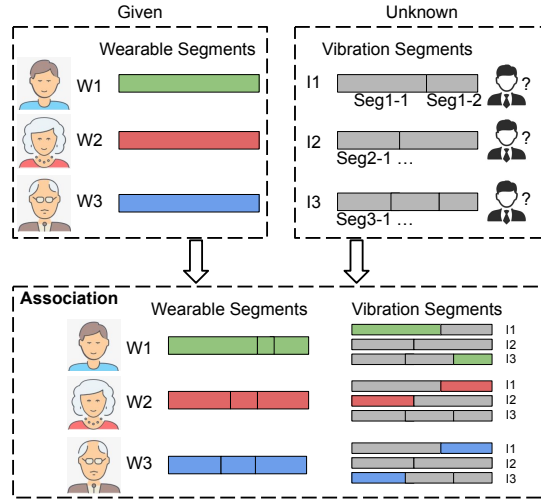 Given
Unknown
Wearable Segments
Vibration Segments
W1
W2
W3
I1
Seg1-1
Seg1-2
?
I2
Seg2-1 ...
?
I3
Seg3-1 ...
?
Association
Wearable Segments
Vibration Segments
W1
I1
I2
I3
W2
I1
I2
I3
W3
I1
I2
I3